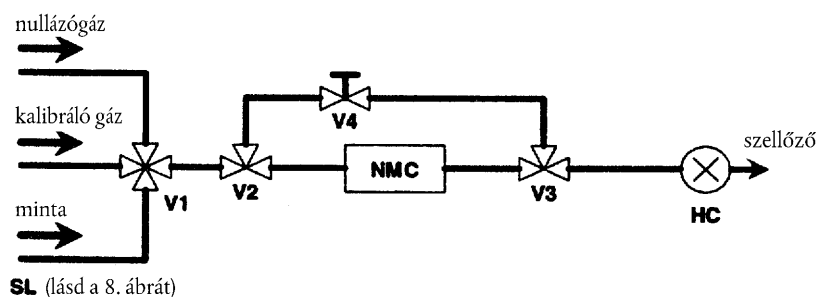 nullázógáz
kalibráló gáz
V4
szellőző
NMC
V1
V2
V3
HC
minta
SL (lásd a 8. ábrát)